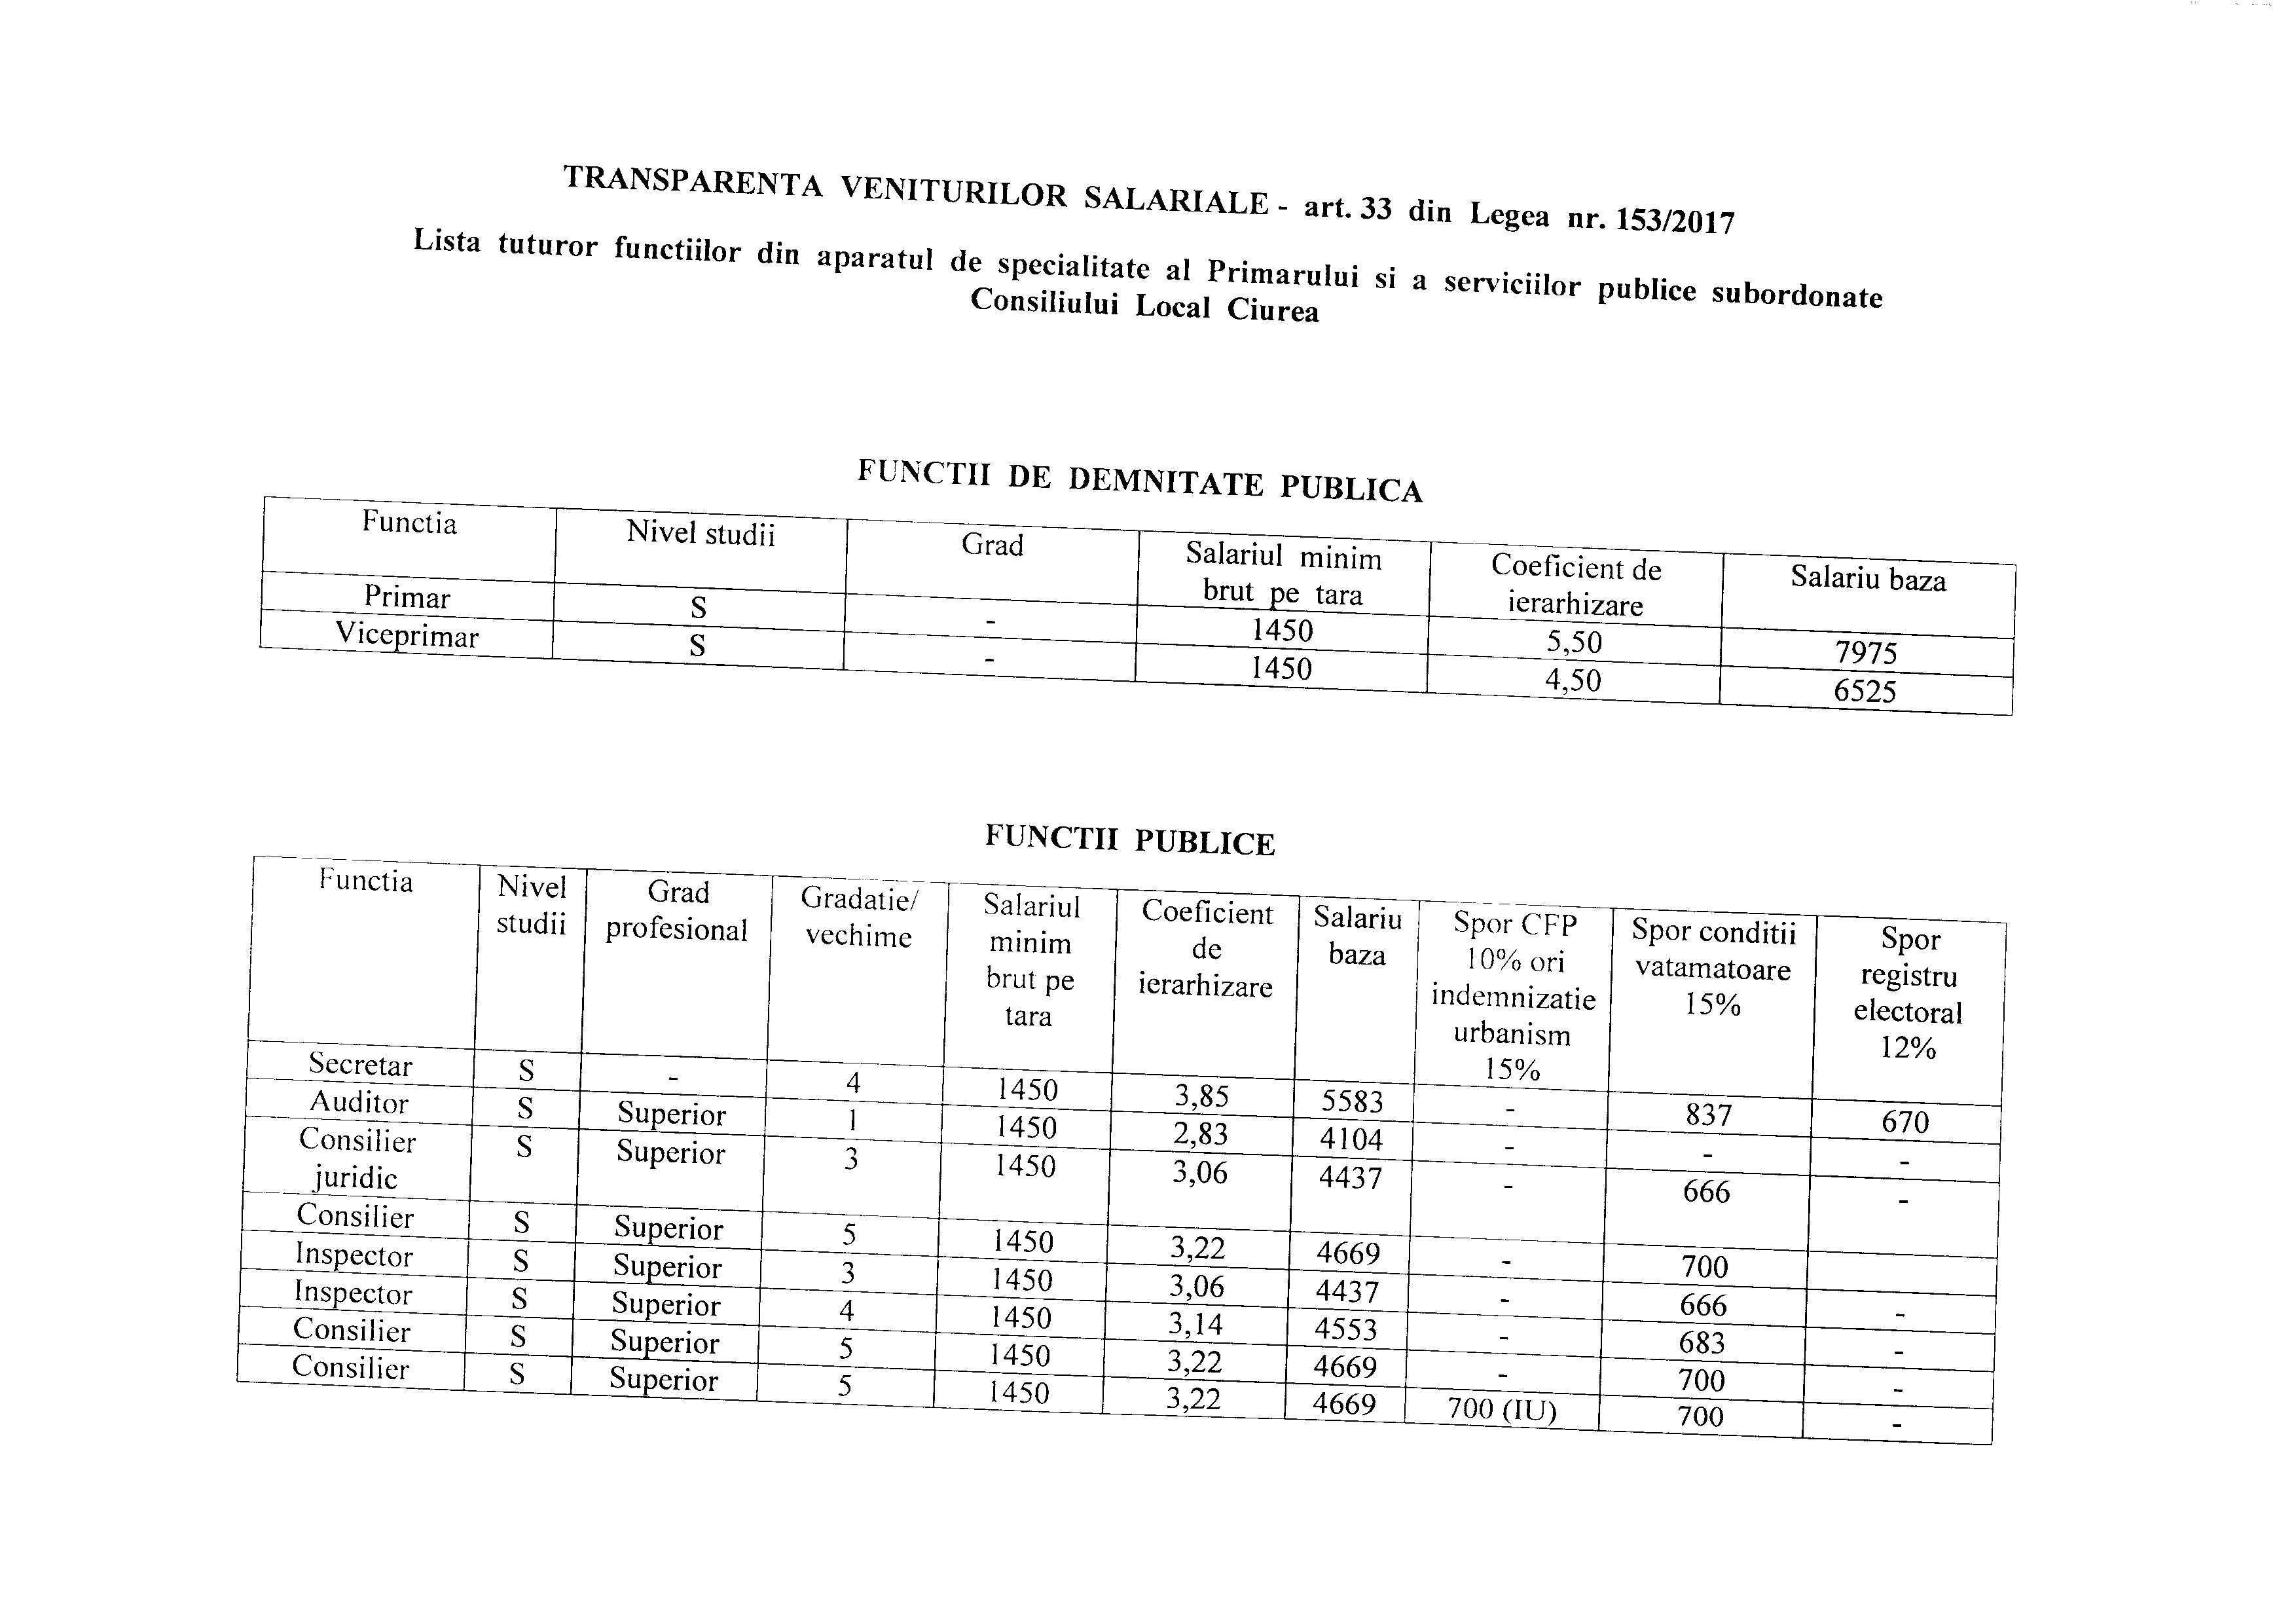 TRANSPARENTA VENITURILOR SALARIALE - art. 33 din Legea nr. 153/2017
Lista tuturor functiilor din aparatul de specialitate al Primarului si a serviciilor publice subordonate
Consiliului Local Ciurea
FUNCTII DE DEMNITATE PUBLICA
Functia Nivel studii Grad Salariul minim brut pe tara Coeficient de ierarhizare Salariu baza
Primar S - 1450 5,50 7975
Viceprimar S - 1450 4,50 6525
FUNCTII PUBLICE
Functia Nivel studii Grad profesional Gradatie/ vechime Salariul minim brut pe tara Coeficient de ierarhizare Salariu baza Spor CFP 10% ori indemnizatie urbanism 15% Spor conditii vatamatoare 15% Spor registru electoral 12%
Secretar S - 4 1450 3,85 5583 - 837 670
Auditor S Superior 1 1450 2,83 4104 - - -
Consilier juridic S Superior 3 1450 3,06 4437 - 666 -
Consilier S Superior 5 1450 3,22 4669 - 700
Inspector S Superior 3 1450 3,06 4437 - 666 -
Inspector S Superior 4 1450 3,14 4553 - 683 -
Consilier S Superior 5 1450 3,22 4669 - 700 -
Consilier S Superior 5 1450 3,22 4669 700 (IU) 700 -